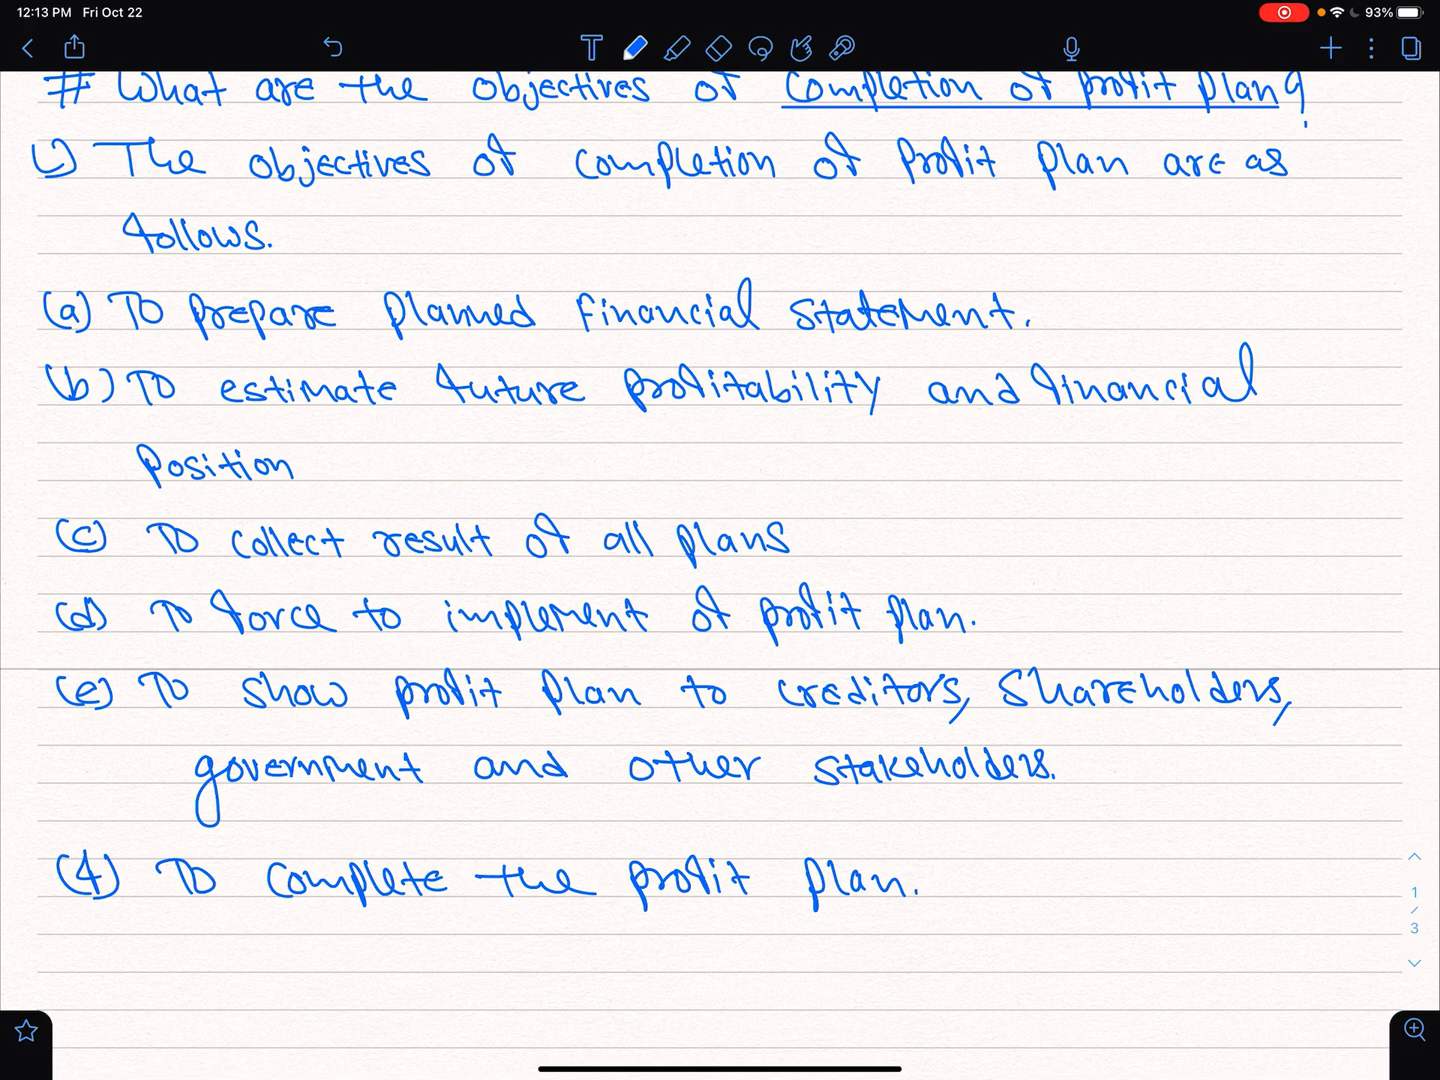 12:13 PM Fri Oct 22
93%
# What are the objectives of completion of profit plan?
The objectives of completion of profit plan are as
follows.
(a) To prepare planned financial statement.
(b) To estimate future profitability and financial
position
(c) To collect result of all plans
(d) To force to implement of profit plan.
(e) To show profit plan to creditors, shareholders,
government and other stakeholders.
(f) To complete the profit plan.
1
/
3